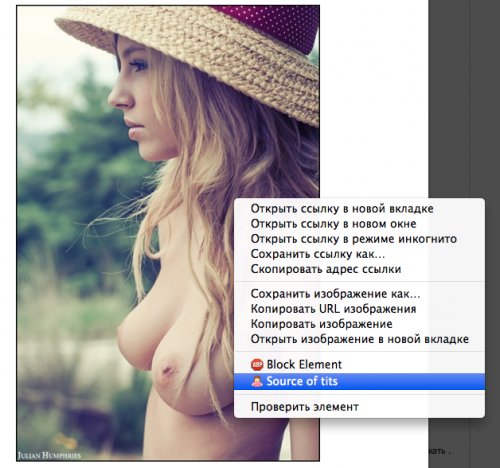 Открыть ссылку в новой вкладке
Открыть ссылку в новом окне
Открыть ссылку в режиме инкогнито
Сохранить ссылку как...
Скопировать адрес ссылки
Сохранить изображение как...
Копировать URL изображения
Копировать изображение
Открыть изображение в новой вкладке
ABP Block Element
Source of tits
Проверить элемент
кать .
JULIAN HUMPHRIES